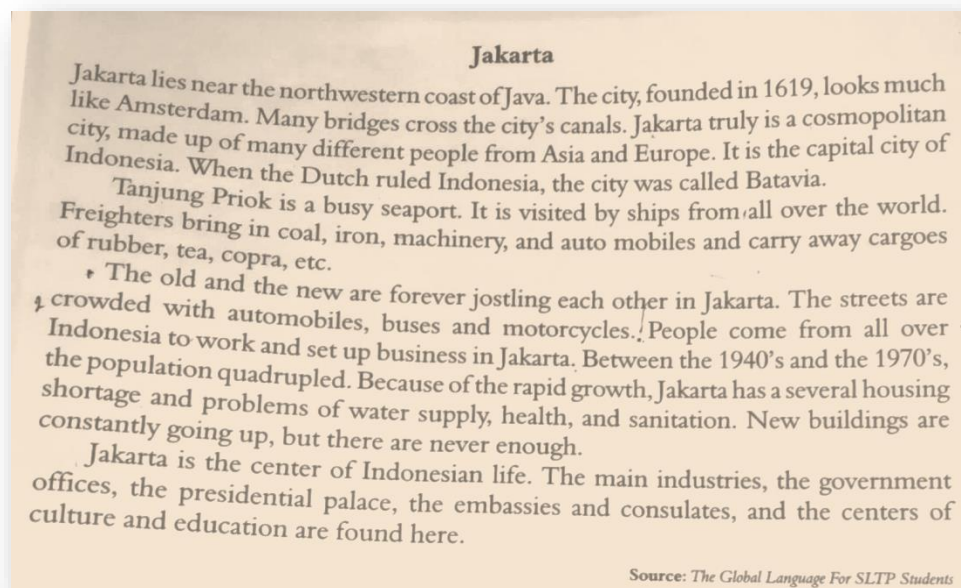 Jakarta
Jakarta lies near the northwestern coast of Java. The city, founded in 1619, looks much
like Amsterdam. Many bridges cross the city's canals. Jakarta truly is a cosmopolitan
city, made up of many different people from Asia and Europe. It is the capital city of
Indonesia. When the Dutch ruled Indonesia, the city was called Batavia.
Tanjung Priok is a busy seaport. It is visited by ships from all over the world.
Freighters bring in coal, iron, machinery, and auto mobiles and carry away cargoes
of rubber, tea, copra, etc.
The old and the new are forever jostling each other in Jakarta. The streets are
crowded with automobiles, buses and motorcycles. People come from all over
Indonesia to work and set up business in Jakarta. Between the 1940's and the 1970's,
the population quadrupled. Because of the rapid growth, Jakarta has a several housing
shortage and problems of water supply, health, and sanitation. New buildings are
constantly going up, but there are never enough.
Jakarta is the center of Indonesian life. The main industries, the government
offices, the presidential palace, the embassies and consulates, and the centers of
culture and education are found here.
Source: The Global Language For SLTP Students